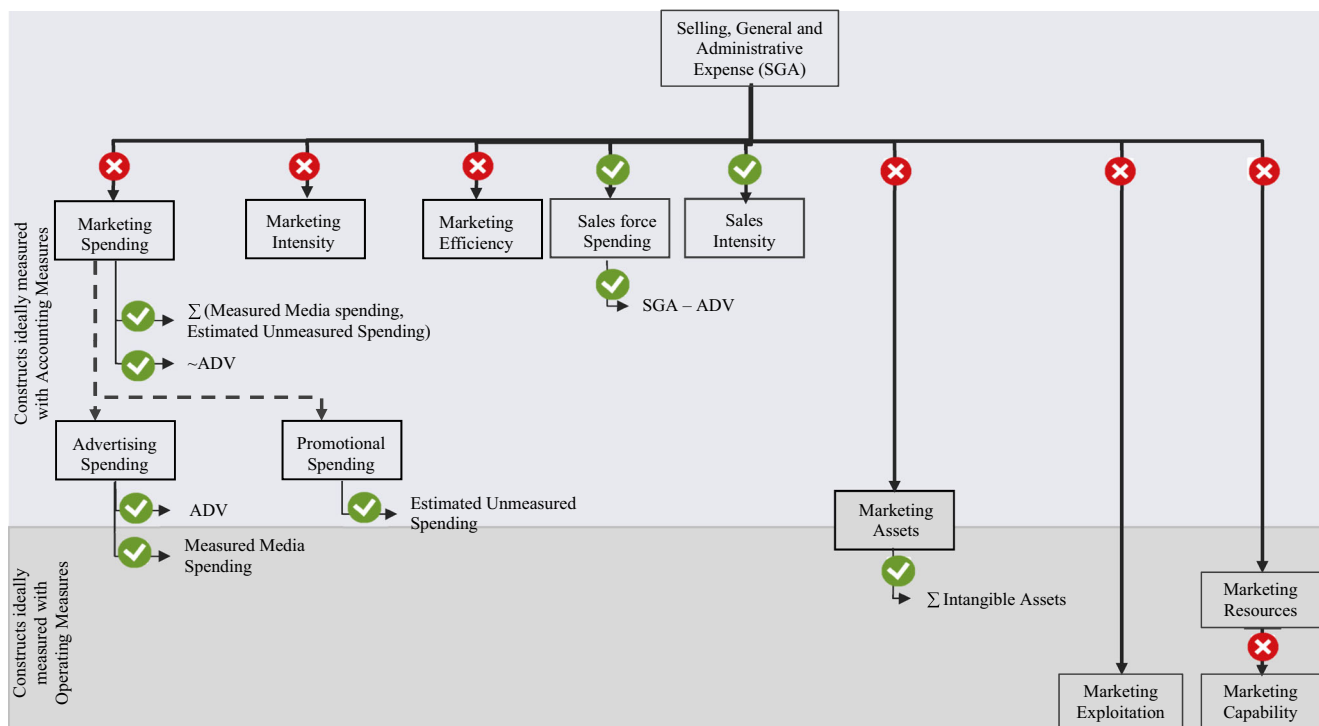 Selling, General and
Administrative
Expense (SGA)
Constructs ideally measured
with Accounting Measures
Marketing
Spending
Marketing
Intensity
Marketing
Efficiency
Sales force
Spending
Sales
Intensity
∑ (Measured Media spending,
Estimated Unmeasured Spending)
SGA – ADV
~ADV
Advertising
Spending
Promotional
Spending
ADV
Estimated Unmeasured
Spending
Marketing
Assets
Constructs ideally
measured with
Operating Measures
Measured Media
Spending
∑ Intangible Assets
Marketing
Resources
Marketing
Exploitation
Marketing
Capability